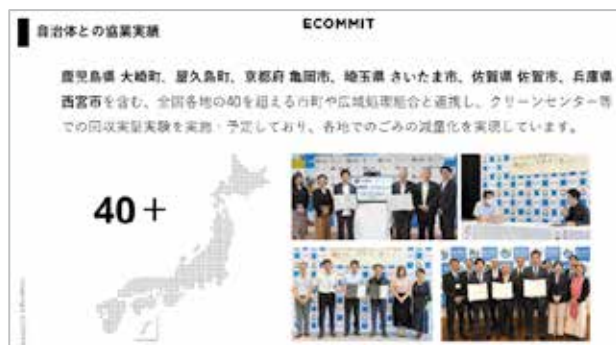 自治体との協業実績
ECOMMIT
鹿児島県 大崎町、屋久島町、京都府 亀岡市、埼玉県 さいたま市、佐賀県 佐賀市、兵庫県
西宮市を含む、全国各地の40を超える市町や広域処理組合と連携し、クリーンセンター等
での回収実証実験を実施・予定しており、各地でのごみの減量化を実現しています。
40＋